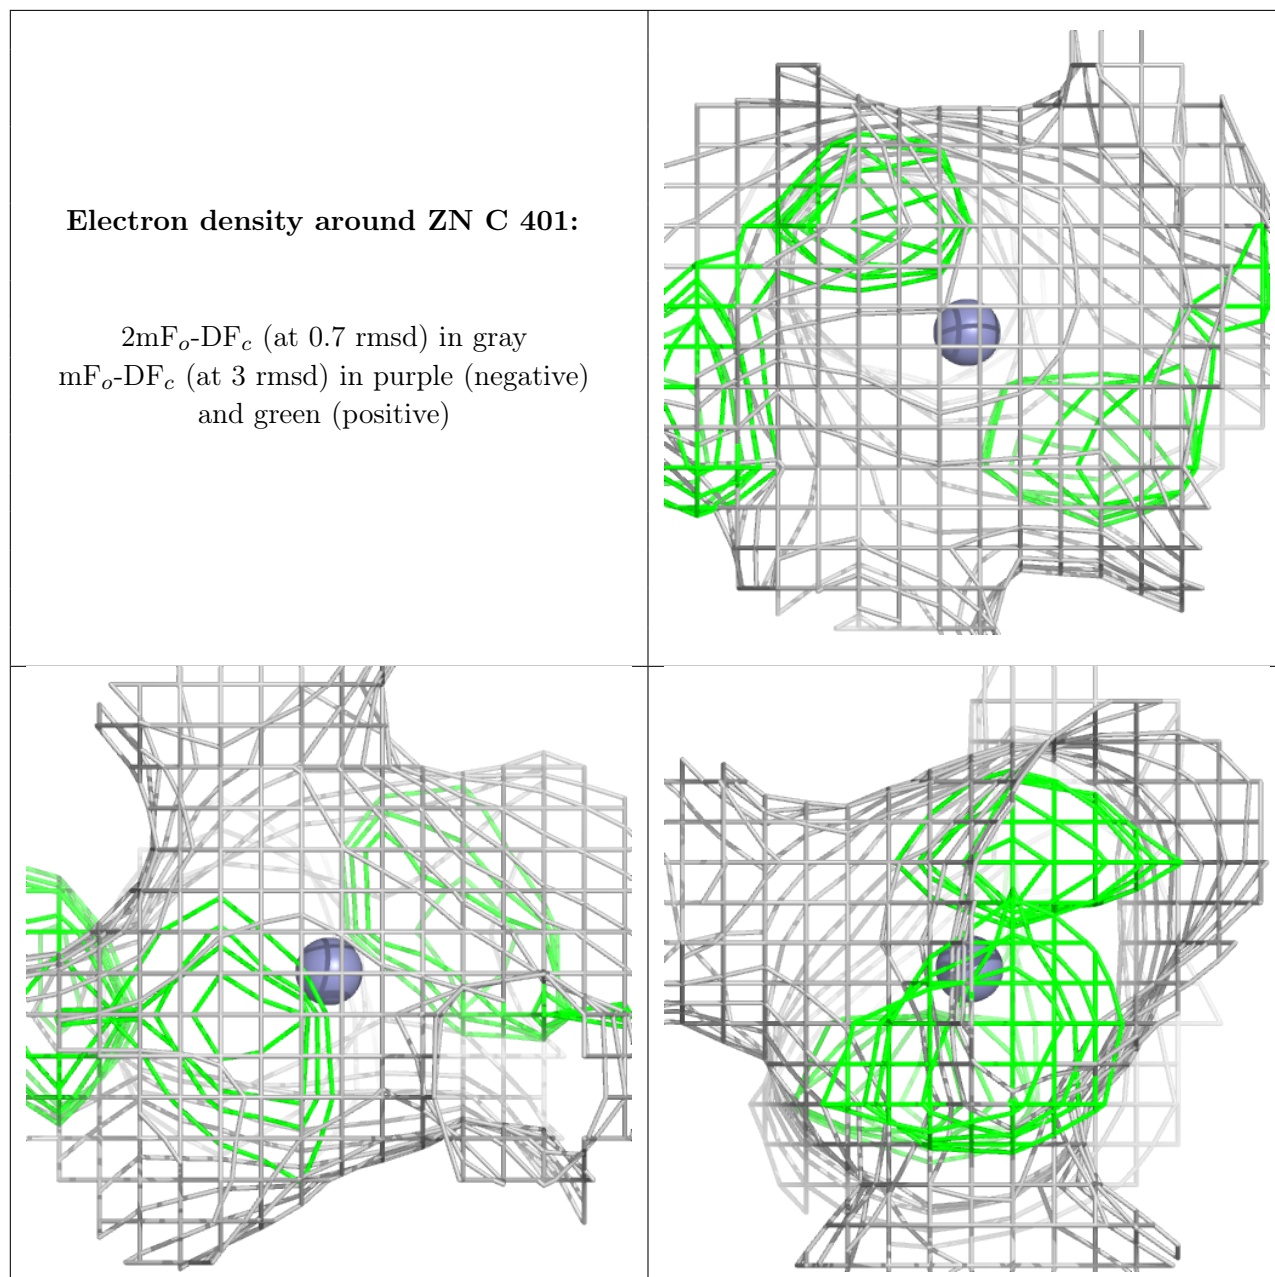 Electron density around ZN C 401:
2mFo-DFc (at 0.7 rmsd) in gray
mFo-DFc (at 3 rmsd) in purple (negative)
and green (positive)